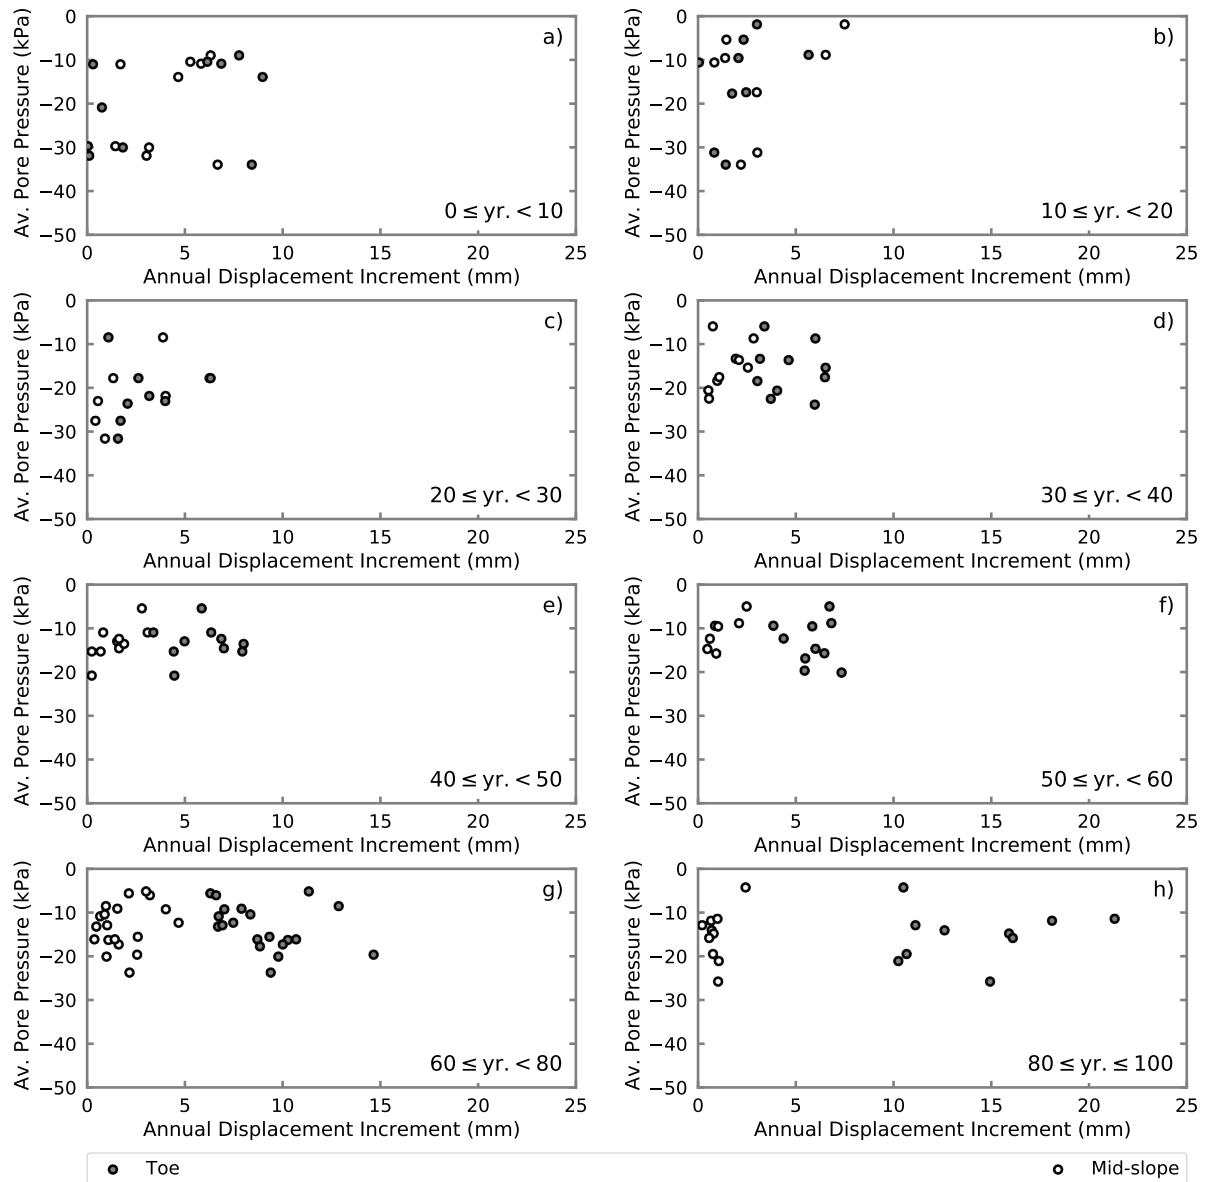 0
−10
−20
−30
−40
−50
Av. Pore Pressure (kPa)
a)
0 ≤ yr. < 10
0 5 10 15 20 25
Annual Displacement Increment (mm)
0
−10
−20
−30
−40
−50
Av. Pore Pressure (kPa)
b)
10 ≤ yr. < 20
0 5 10 15 20 25
Annual Displacement Increment (mm)
0
−10
−20
−30
−40
−50
Av. Pore Pressure (kPa)
c)
20 ≤ yr. < 30
0 5 10 15 20 25
Annual Displacement Increment (mm)
0
−10
−20
−30
−40
−50
Av. Pore Pressure (kPa)
d)
30 ≤ yr. < 40
0 5 10 15 20 25
Annual Displacement Increment (mm)
0
−10
−20
−30
−40
−50
Av. Pore Pressure (kPa)
e)
40 ≤ yr. < 50
0 5 10 15 20 25
Annual Displacement Increment (mm)
0
−10
−20
−30
−40
−50
Av. Pore Pressure (kPa)
f)
50 ≤ yr. < 60
0 5 10 15 20 25
Annual Displacement Increment (mm)
0
−10
−20
−30
−40
−50
Av. Pore Pressure (kPa)
g)
60 ≤ yr. < 80
0 5 10 15 20 25
Annual Displacement Increment (mm)
0
−10
−20
−30
−40
−50
Av. Pore Pressure (kPa)
h)
80 ≤ yr. ≤ 100
0 5 10 15 20 25
Annual Displacement Increment (mm)
Toe
Mid-slope